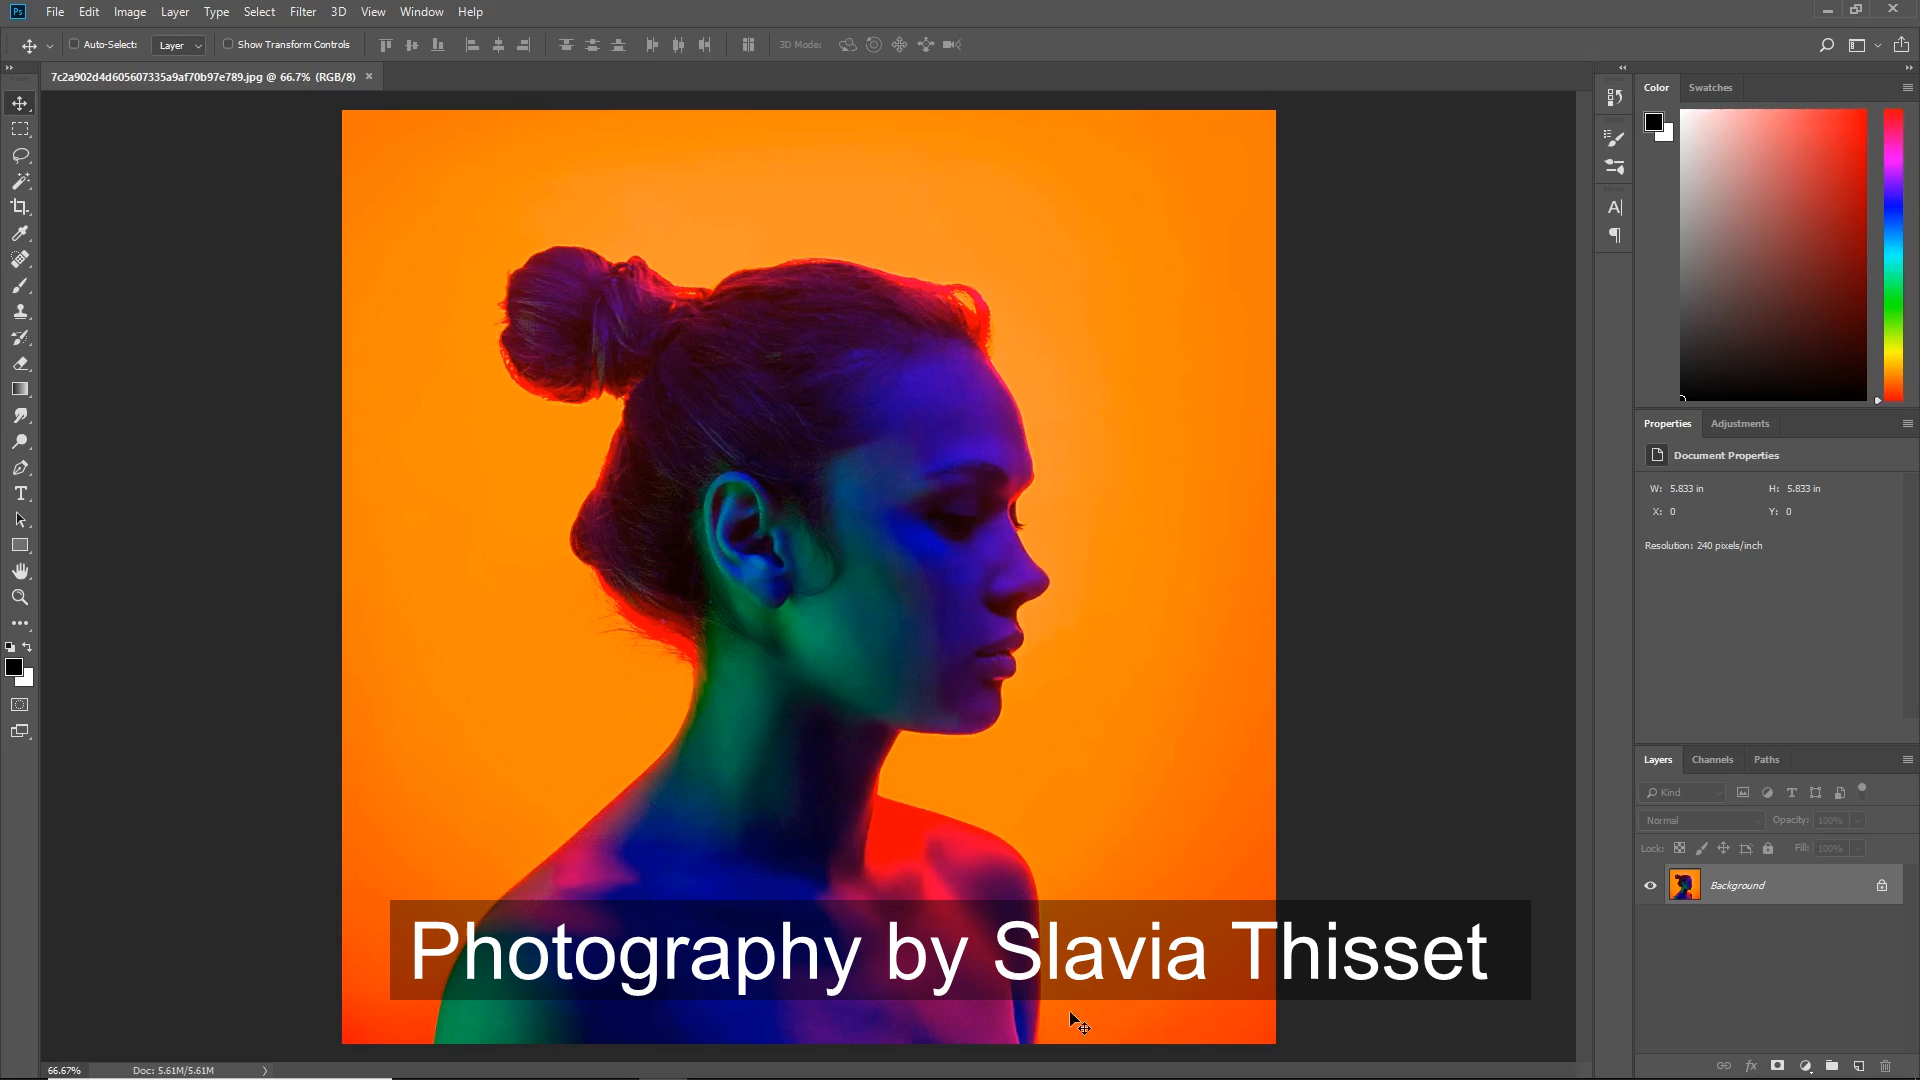 Ps File Edit Image Layer Type Select Filter 3D View Window Help
Auto-Select: Layer Show Transform Controls 3D Mode:
7c2a902d4d605607335a9af70b97e789.jpg @ 66.7% (RGB/8) ×
Color Swatches
Properties Adjustments
Document Properties
W: 5.833 in H: 5.833 in
X: 0 Y: 0
Resolution: 240 pixels/inch
Layers Channels Paths
Kind
Normal Opacity: 100%
Lock: Fill: 100%
Background
Photography by Slavia Thisset
66.67% Doc: 5.61M/5.61M